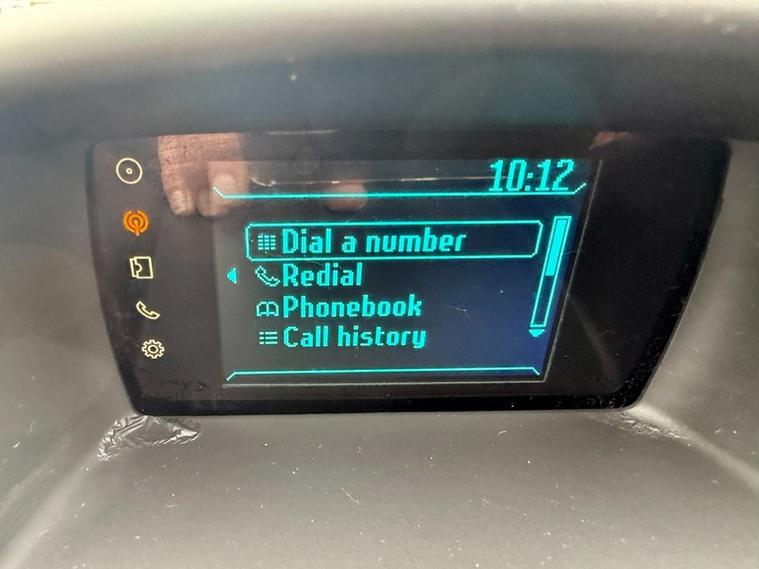 10:12
Dial a number
Redial
Phonebook
Call history